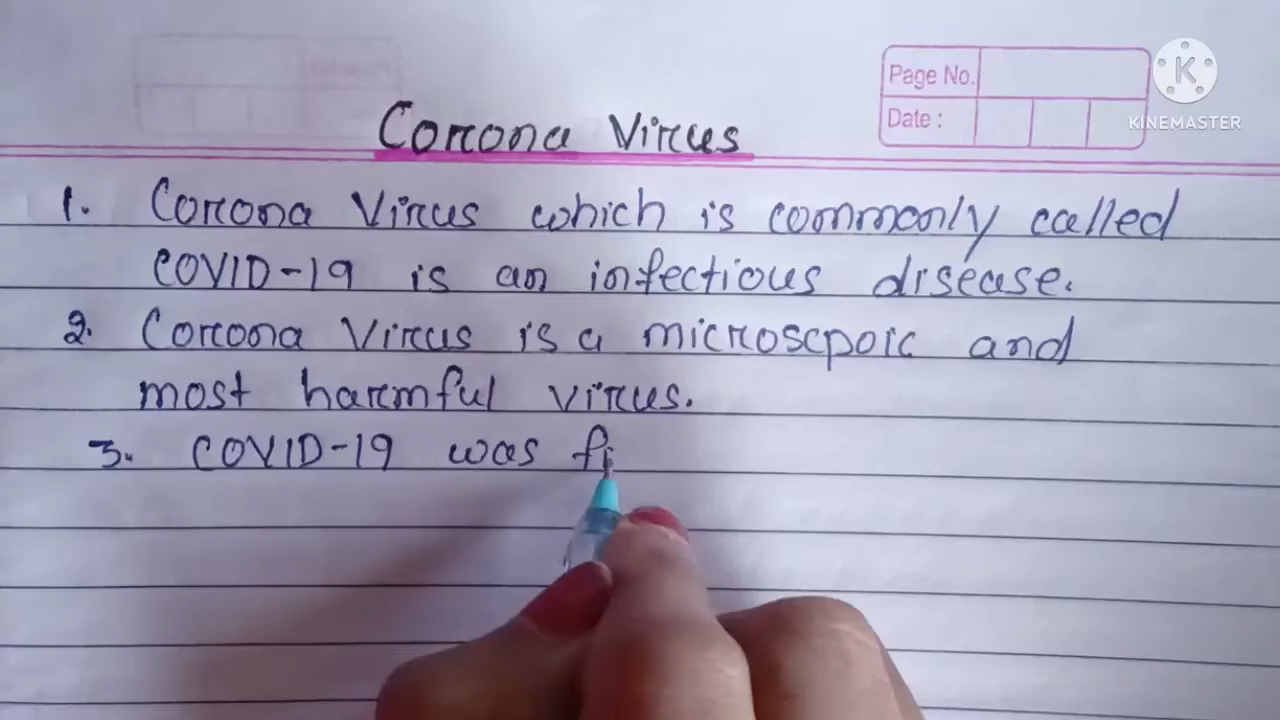 Page No.
K
KINEMASTER
Date :
Corona Virus
1. Corona Virus which is commonly called
COVID-19 is an infectious disease.
2. Corona Virus is a microscpoic and
most harmful virus.
3. COVID-19 was fi